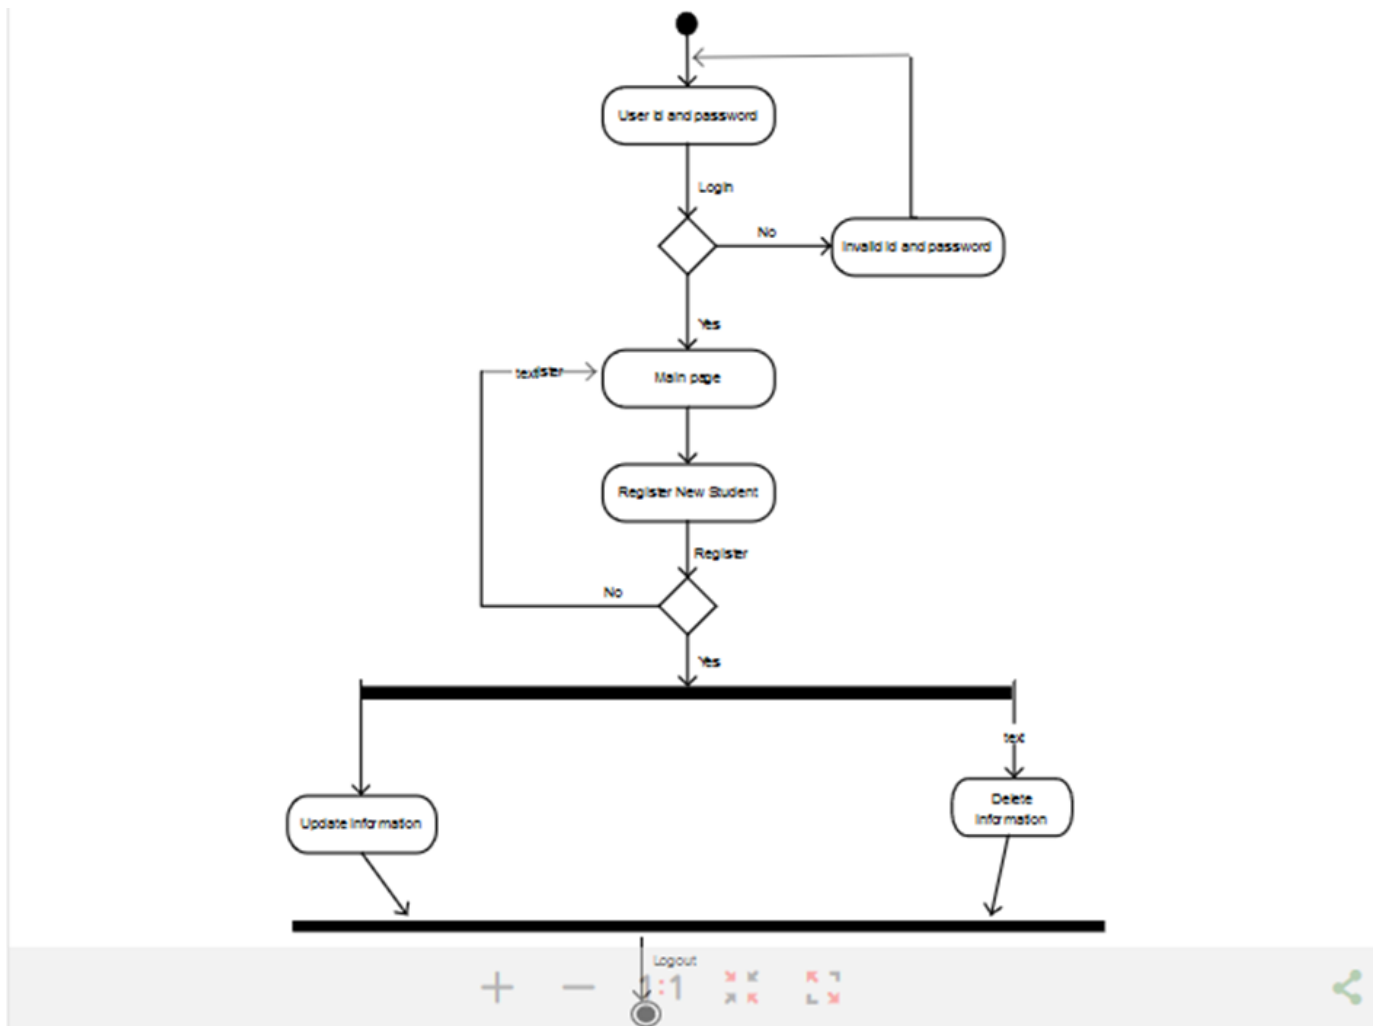 User id and password
Login
No
Invalid id and password
Yes
text
Main page
Register New Student
Register
No
Yes
text
Update Information
Delete
Information
Logout
1:1